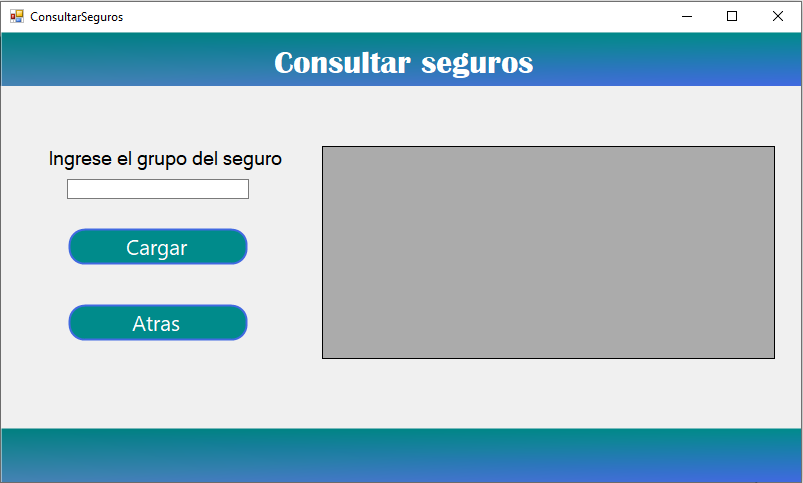 ConsultarSeguros
Consultar seguros
Ingrese el grupo del seguro
Cargar
Atras